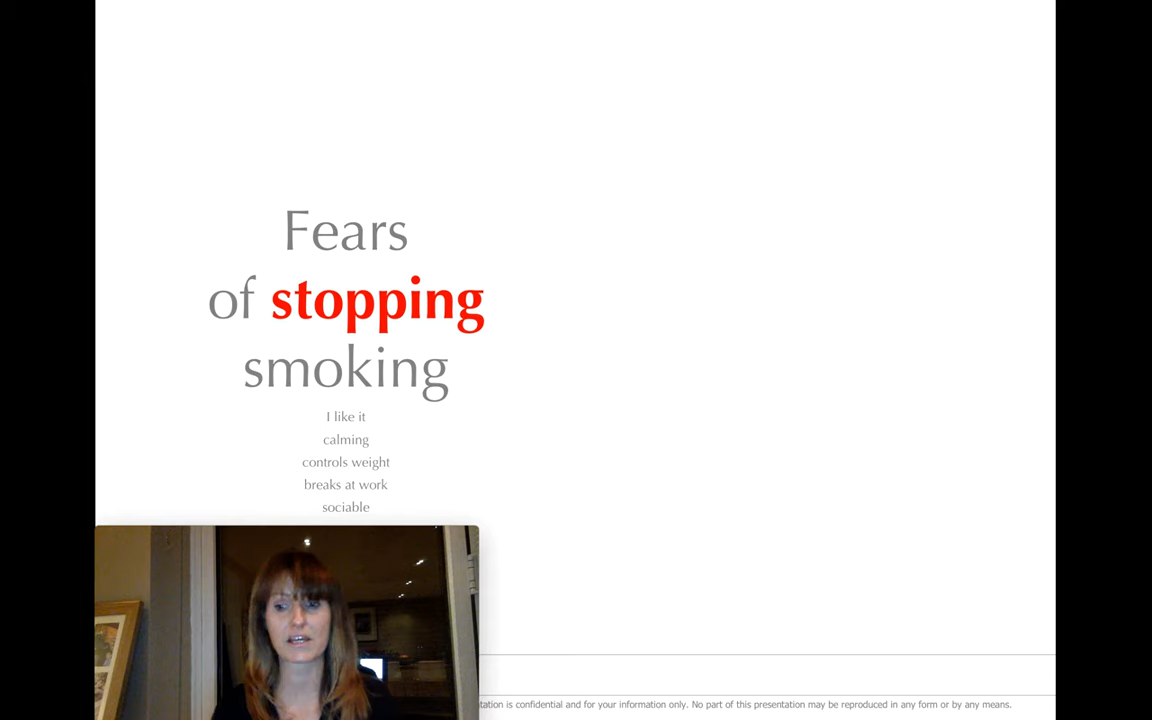 Fears
of stopping
smoking
I like it
calming
controls weight
breaks at work
sociable
is confidential and for your information only. No part of this presentation may be reproduced in any form or by any means.